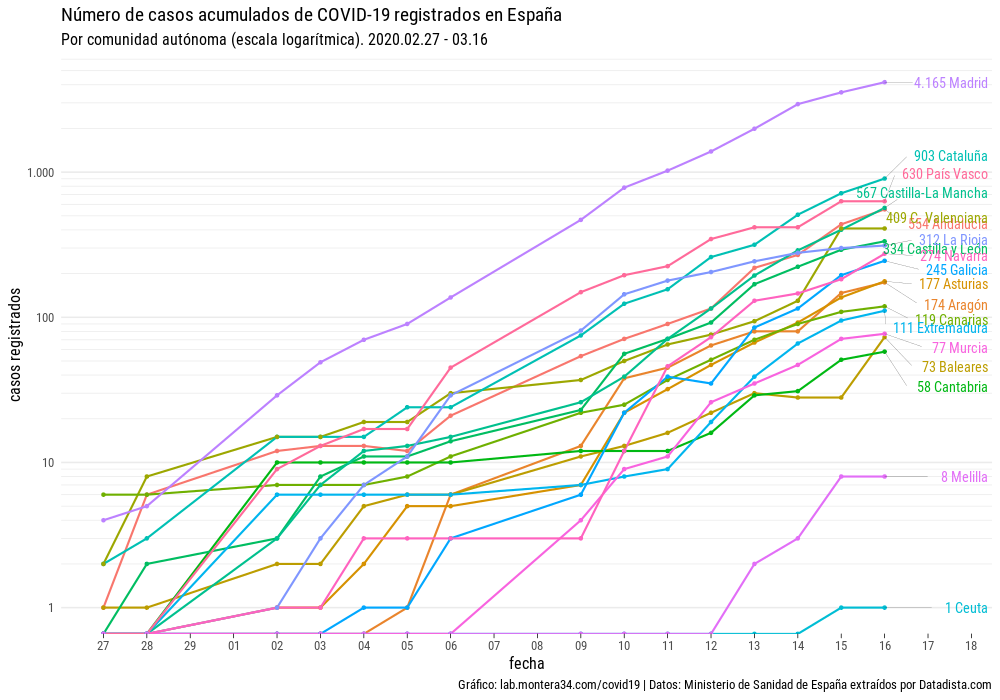 Número de casos acumulados de COVID-19 registrados en España
Por comunidad autónoma (escala logarítmica). 2020.02.27 - 03.16
4.165 Madrid
903 Cataluña
1.000
630 País Vasco
567 Castilla-La Mancha
409 C. Valenciana
554 Andalucía
312 La Rioja
334 Castilla y León
274 Navarra
245 Galicia
177 Asturias
174 Aragón
100
119 Canarias
111 Extremadura
77 Murcia
73 Baleares
58 Cantabria
10
8 Melilla
1
1 Ceuta
casos registrados
27 28 29 01 02 03 04 05 06 07 08 09 10 11 12 13 14 15 16 17 18
fecha
Gráfico: lab.montera34.com/covid19 | Datos: Ministerio de Sanidad de España extraídos por Datadista.com